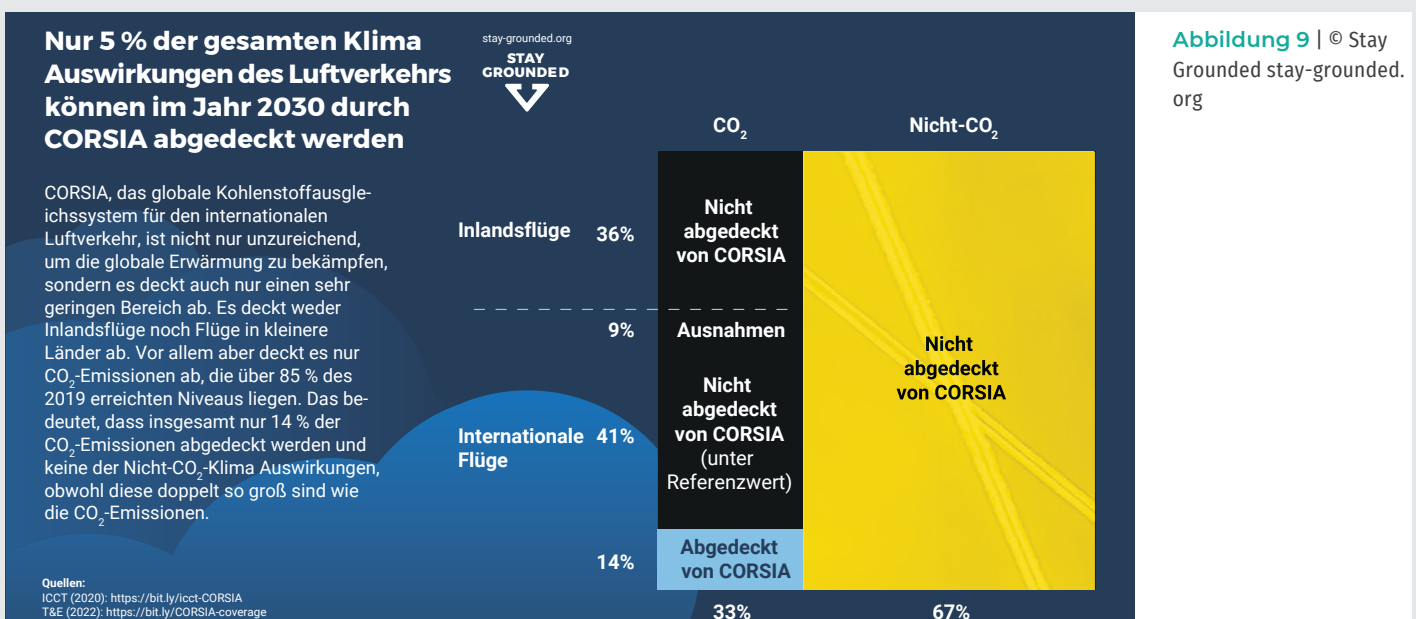 Nur 5 % der gesamten Klima
Auswirkungen des Luftverkehrs
können im Jahr 2030 durch
CORSIA abgedeckt werden
stay-grounded.org
STAY
GROUNDED
CORSIA, das globale Kohlenstoffausgle-
ichssystem für den internationalen
Luftverkehr, ist nicht nur unzureichend,
um die globale Erwärmung zu bekämpfen,
sondern es deckt auch nur einen sehr
geringen Bereich ab. Es deckt weder
Inlandsflüge noch Flüge in kleinere
Länder ab. Vor allem aber deckt es nur
CO₂-Emissionen ab, die über 85 % des
2019 erreichten Niveaus liegen. Das be-
deutet, dass insgesamt nur 14 % der
CO₂-Emissionen abgedeckt werden und
keine der Nicht-CO₂-Klima Auswirkungen,
obwohl diese doppelt so groß sind wie
die CO₂-Emissionen.
Quellen:
ICCT (2020): https://bit.ly/icct-CORSIA
T&E (2022): https://bit.ly/CORSIA-coverage
CO₂
Nicht-CO₂
Inlandsflüge 36%
Nicht
abgedeckt
von CORSIA
9% Ausnahmen
Internationale 41%
Flüge
Nicht
abgedeckt
von CORSIA
(unter
Referenzwert)
14%
Abgedeckt
von CORSIA
Nicht
abgedeckt
von CORSIA
33%
67%
Abbildung 9 | © Stay
Grounded stay-grounded.
org